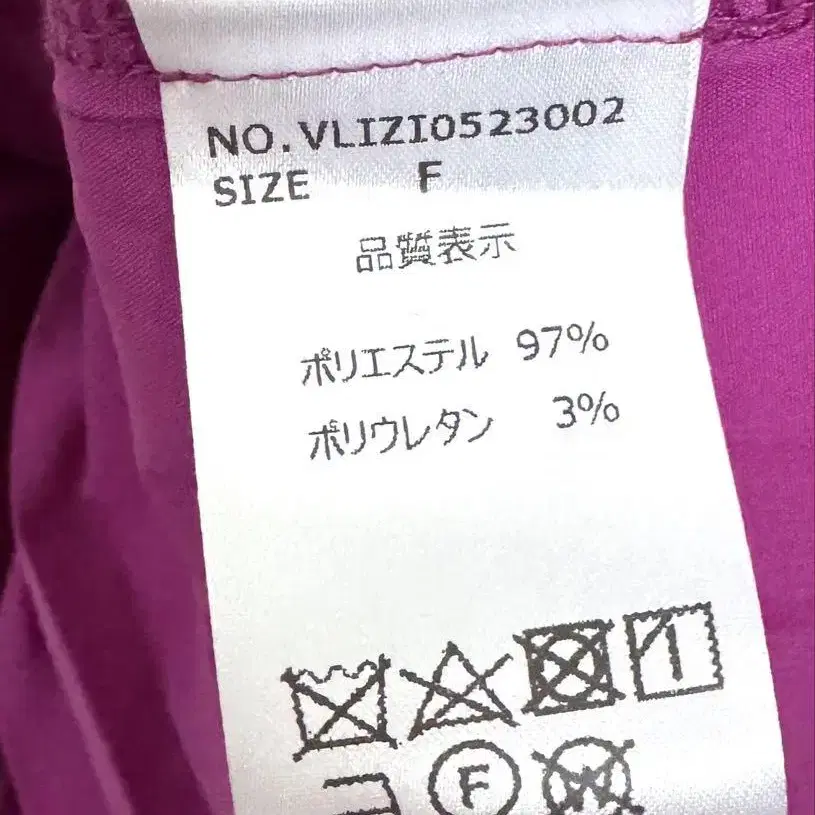 NO.VLIZI0523002
SIZE F
品質表示
ポリエステル 97%
ポリウレタン 3%
F
W